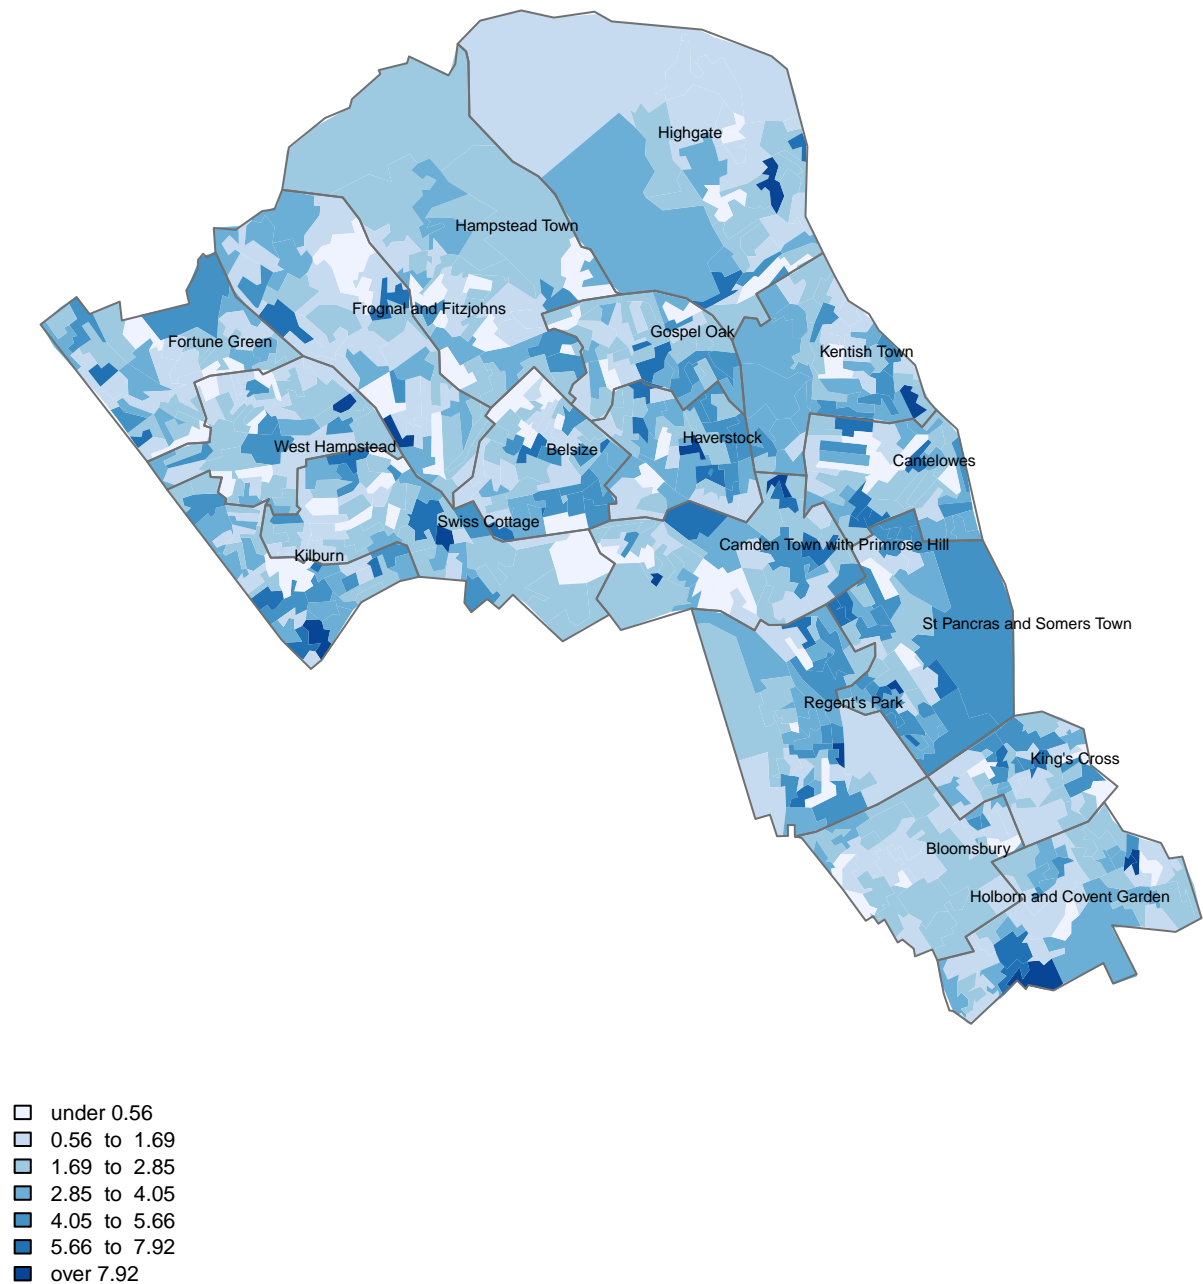 Highgate
Hampstead Town
Frognal and Fitzjohns
Gospel Oak
Fortune Green
Kentish Town
Haverstock
West Hampstead
Belsize
Cantelowes
Swiss Cottage
Camden Town with Primrose Hill
Kilburn
St Pancras and Somers Town
Regent's Park
King's Cross
Bloomsbury
Holborn and Covent Garden
under 0.56
0.56 to 1.69
1.69 to 2.85
2.85 to 4.05
4.05 to 5.66
5.66 to 7.92
over 7.92